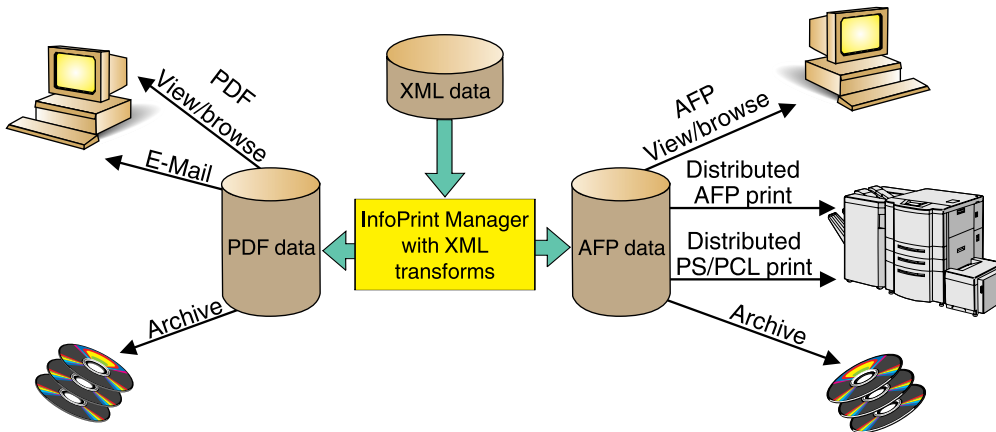 XML data
PDF
View/browse
E-Mail
PDF data
Archive
InfoPrint Manager
with XML
transforms
AFP
View/browse
Distributed
AFP print
AFP data
Distributed
PS/PCL print
Archive